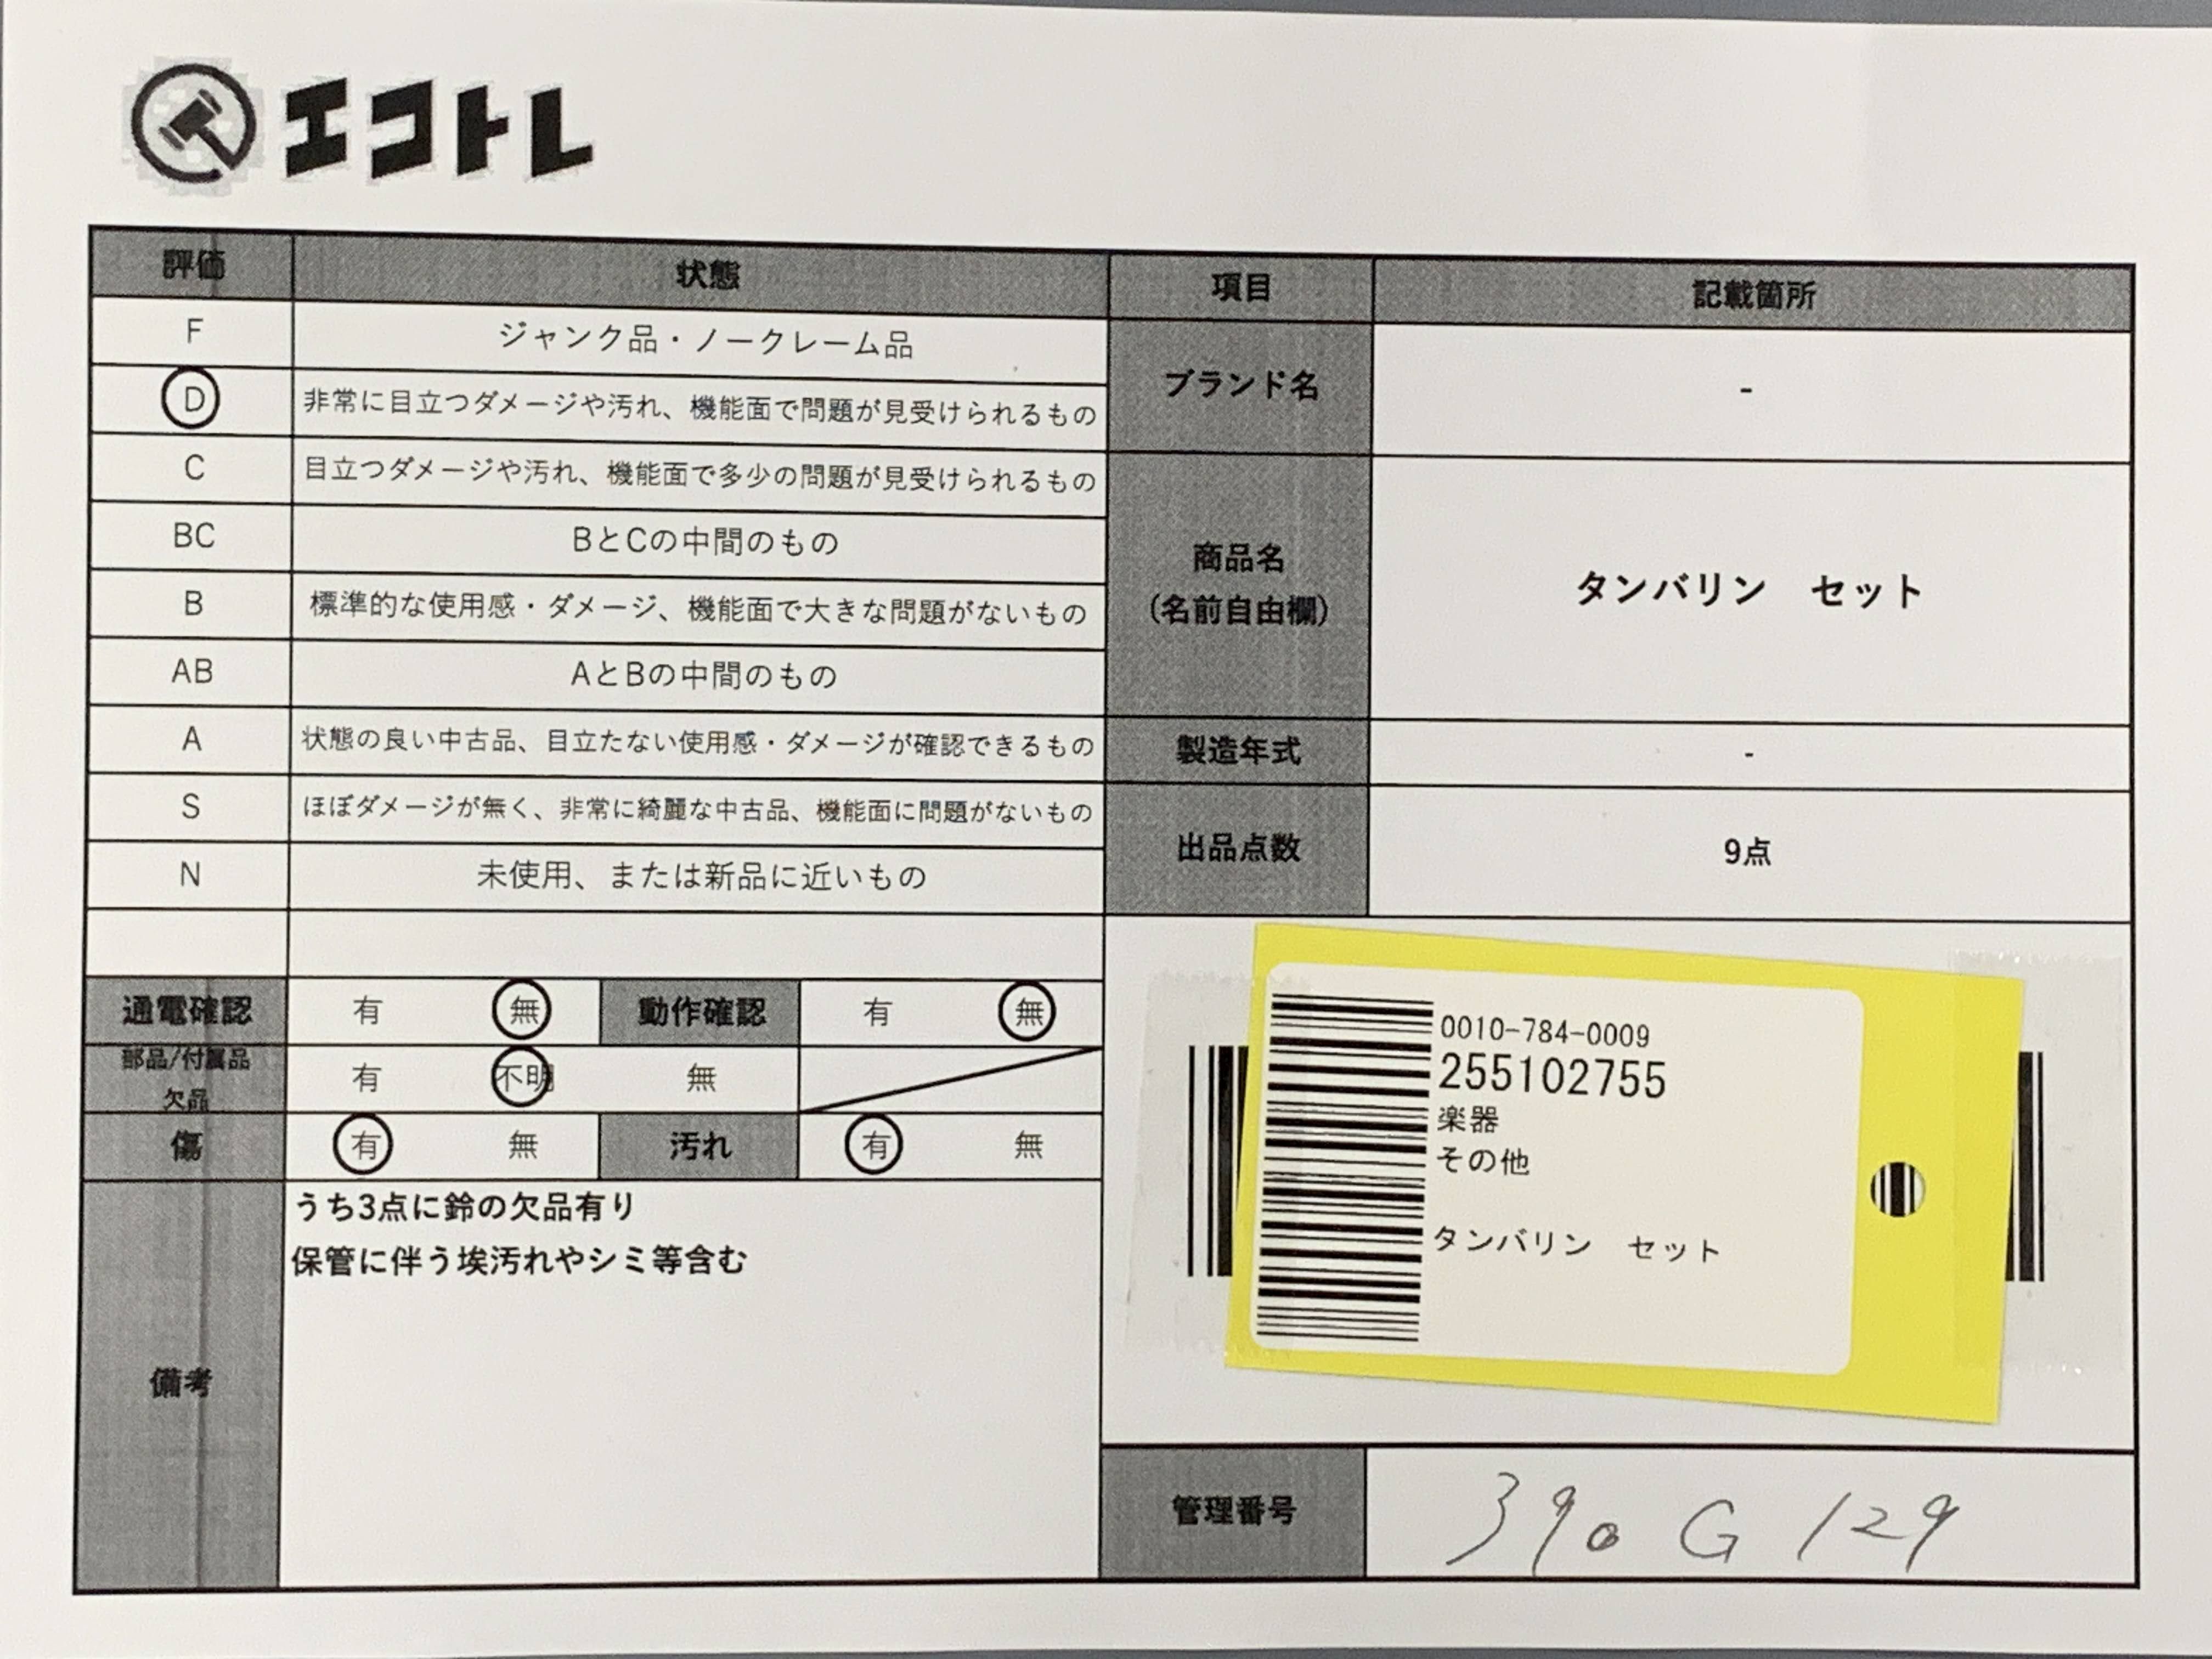 エコトレ
評価 状態 項目 記載箇所
F ジャンク品・ノークレーム品
D 非常に目立つダメージや汚れ、機能面で問題が見受けられるもの
ブランド名 -
C 目立つダメージや汚れ、機能面で多少の問題が見受けられるもの
BC BとCの中間のもの
商品名
(名前自由欄)
タンバリン セット
B 標準的な使用感・ダメージ、機能面で大きな問題がないもの
AB AとBの中間のもの
A 状態の良い中古品、目立たない使用感・ダメージが確認できるもの
製造年式 -
S ほぼダメージが無く、非常に綺麗な中古品、機能面に問題がないもの
出品点数 9点
N 未使用、または新品に近いもの
通電確認 有 無 動作確認 有 無
部品/付属品
欠品
有 不明 無
傷 有 無 汚れ 有 無
備考
うち3点に鈴の欠品有り
保管に伴う埃汚れやシミ等含む
0010-784-0009
255102755
楽器
その他
タンバリン セット
管理番号 390 G 129